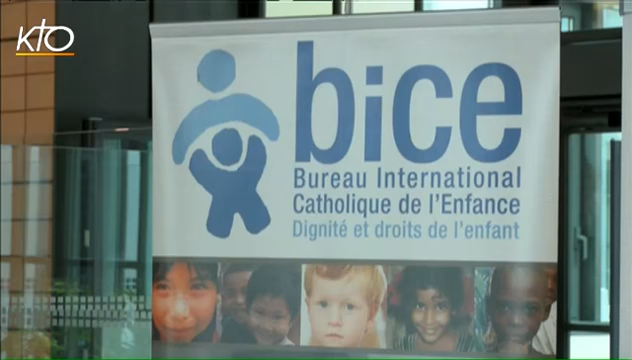 KTO
bice
Bureau International
Catholique de l'Enfance
Dignité et droits de l'enfant